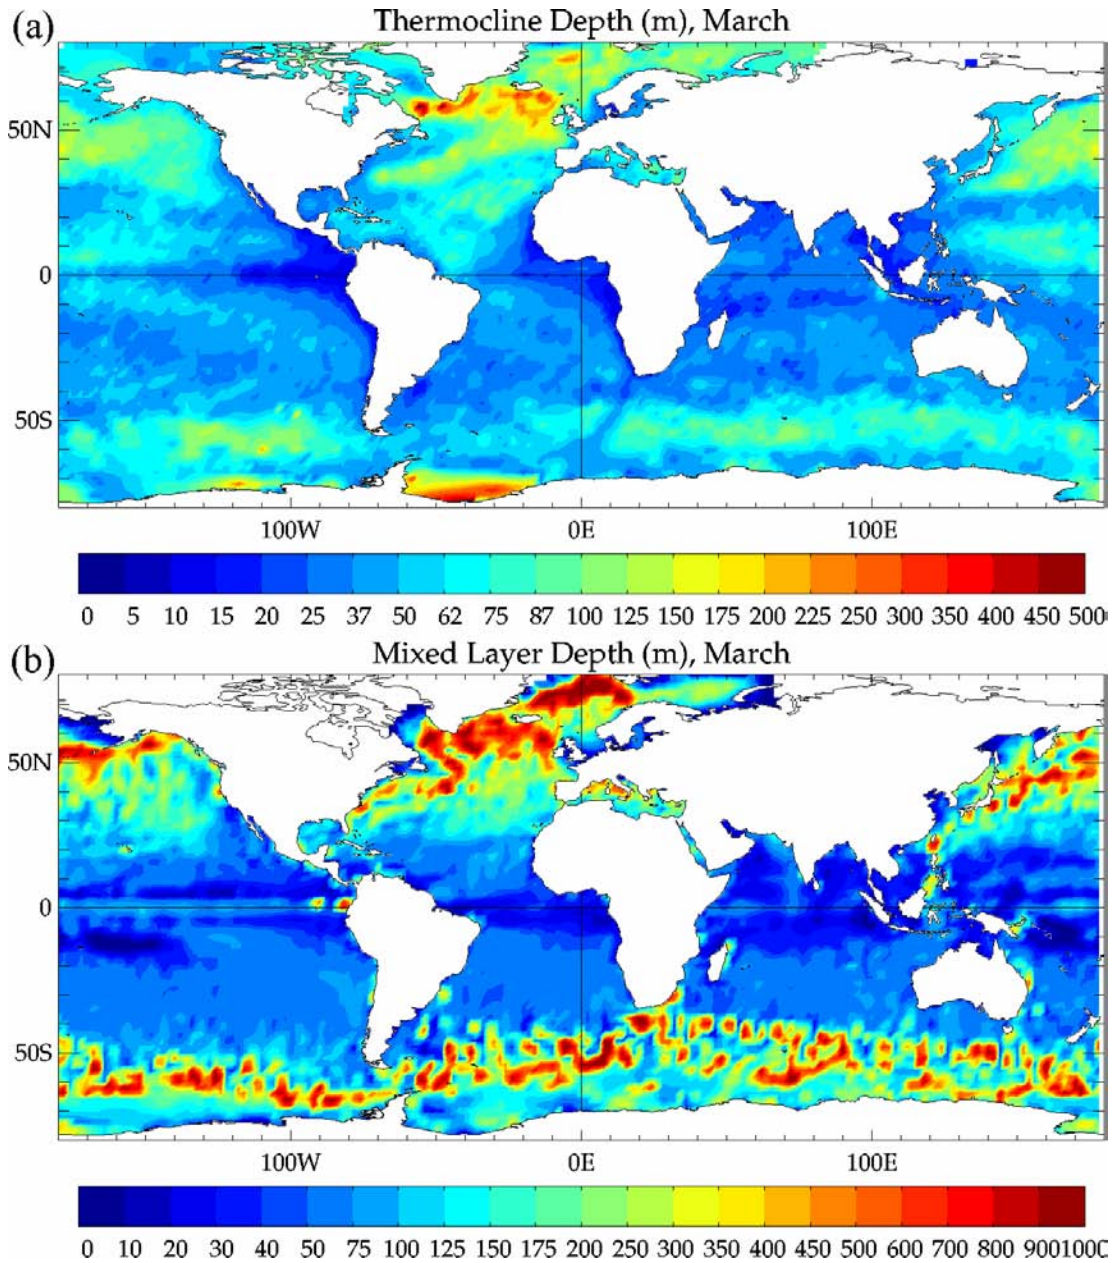 (a) Thermocline Depth (m), March
50N
0
50S
100W 0E 100E
0 5 10 15 20 25 37 50 62 75 87 100 125 150 175 200 225 250 300 350 400 450 500
(b) Mixed Layer Depth (m), March
50N
0
50S
100W 0E 100E
0 10 20 30 40 50 75 100 125 150 175 200 250 300 350 400 450 500 600 700 800 900 1000